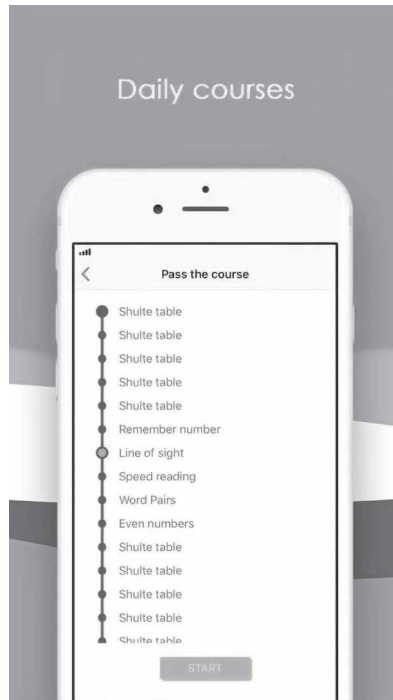 Daily courses
Pass the course
Shulte table
Shulte table
Shulte table
Shulte table
Shulte table
Remember number
Line of sight
Speed reading
Word Pairs
Even numbers
Shulte table
Shulte table
Shulte table
Shulte table
Shulte table
START